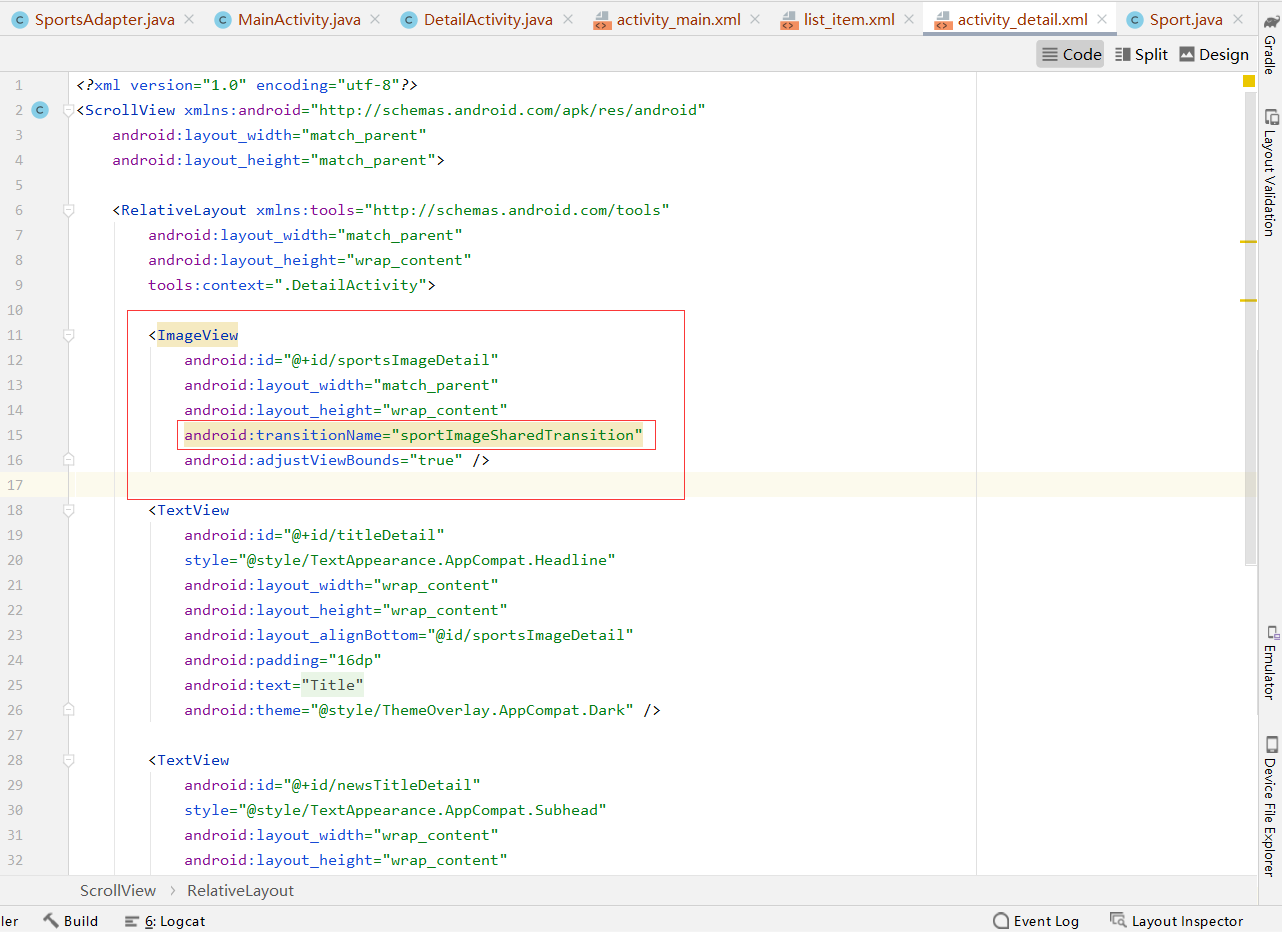 SportsAdapter.java MainActivity.java DetailActivity.java activity_main.xml list_item.xml activity_detail.xml Sport.java
Code Split Design
1 <?xml version="1.0" encoding="utf-8"?>
2 <ScrollView xmlns:android="http://schemas.android.com/apk/res/android"
3 android:layout_width="match_parent"
4 android:layout_height="match_parent">
5
6 <RelativeLayout xmlns:tools="http://schemas.android.com/tools"
7 android:layout_width="match_parent"
8 android:layout_height="wrap_content"
9 tools:context=".DetailActivity">
10
11 <ImageView
12 android:id="@+id/sportsImageDetail"
13 android:layout_width="match_parent"
14 android:layout_height="wrap_content"
15 android:transitionName="sportImageSharedTransition"
16 android:adjustViewBounds="true" />
17
18 <TextView
19 android:id="@+id/titleDetail"
20 style="@style/TextAppearance.AppCompat.Headline"
21 android:layout_width="wrap_content"
22 android:layout_height="wrap_content"
23 android:layout_alignBottom="@id/sportsImageDetail"
24 android:padding="16dp"
25 android:text="Title"
26 android:theme="@style/ThemeOverlay.AppCompat.Dark" />
27
28 <TextView
29 android:id="@+id/newsTitleDetail"
30 style="@style/TextAppearance.AppCompat.Subhead"
31 android:layout_width="wrap_content"
32 android:layout_height="wrap_content"
ScrollView > RelativeLayout
ler Build 6: Logcat Event Log Layout Inspector
Gradle
Layout Validation
Emulator
Device File Explorer